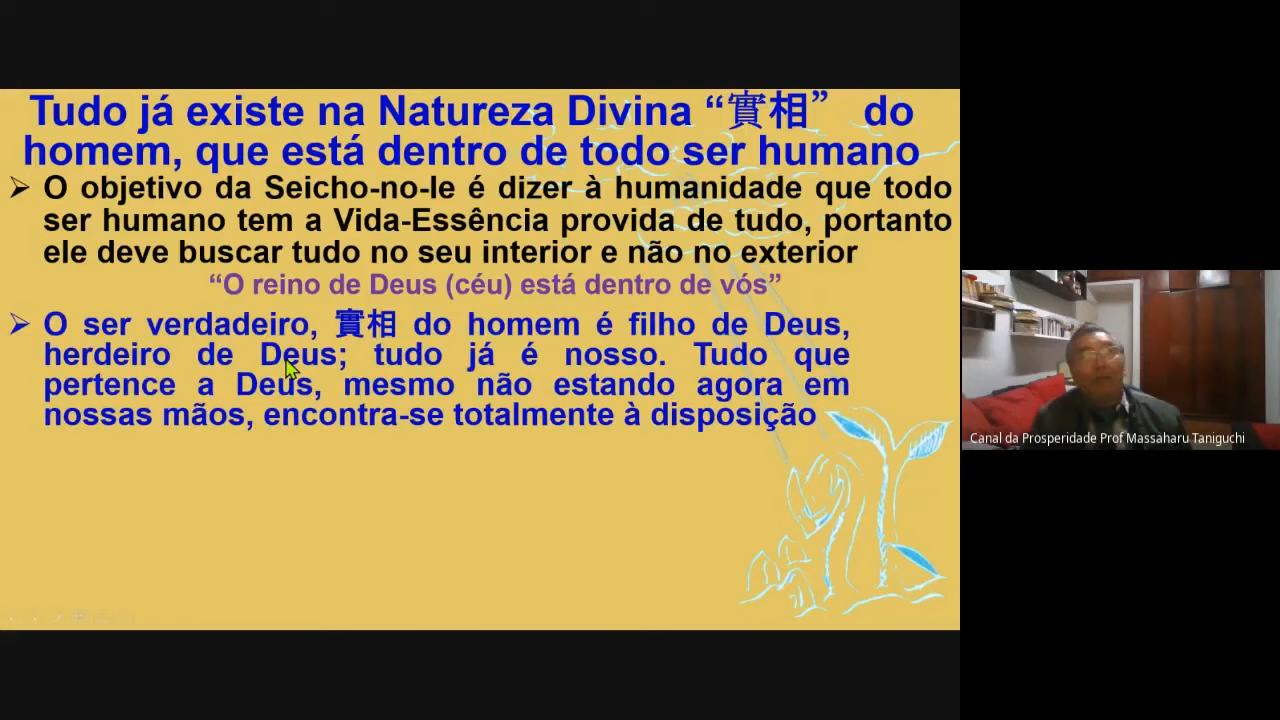 Tudo já existe na Natureza Divina “實相” do
homem, que está dentro de todo ser humano
➢ O objetivo da Seicho-no-Ie é dizer à humanidade que todo
ser humano tem a Vida-Essência provida de tudo, portanto
ele deve buscar tudo no seu interior e não no exterior
“O reino de Deus (céu) está dentro de vós”
➢ O ser verdadeiro, 實相 do homem é filho de Deus,
herdeiro de Deus; tudo já é nosso. Tudo que
pertence a Deus, mesmo não estando agora em
nossas mãos, encontra-se totalmente à disposição
Canal da Prosperidade Prof Massaharu Taniguchi